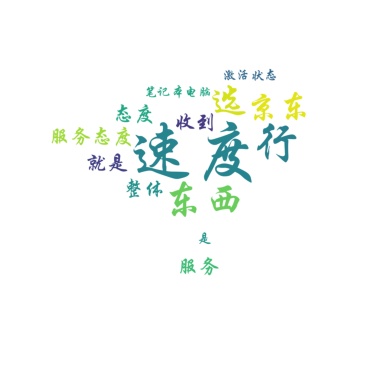 激活状态
笔记本电脑
选京东
态度
收到
服务态度
速度
行
就是
整体
东西
是
服务